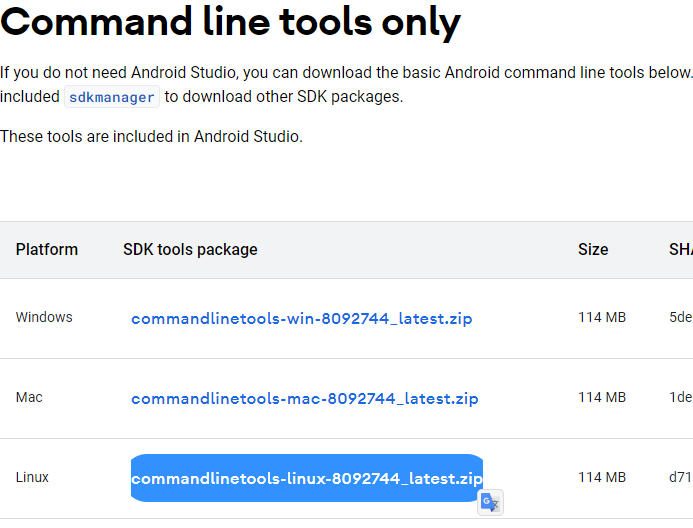 Command line tools only
If you do not need Android Studio, you can download the basic Android command line tools below.
included sdkmanager to download other SDK packages.
These tools are included in Android Studio.
Platform SDK tools package Size SHA
Windows commandlinetools-win-8092744_latest.zip 114 MB 5de
Mac commandlinetools-mac-8092744_latest.zip 114 MB 1de
Linux commandlinetools-linux-8092744_latest.zip 114 MB d71